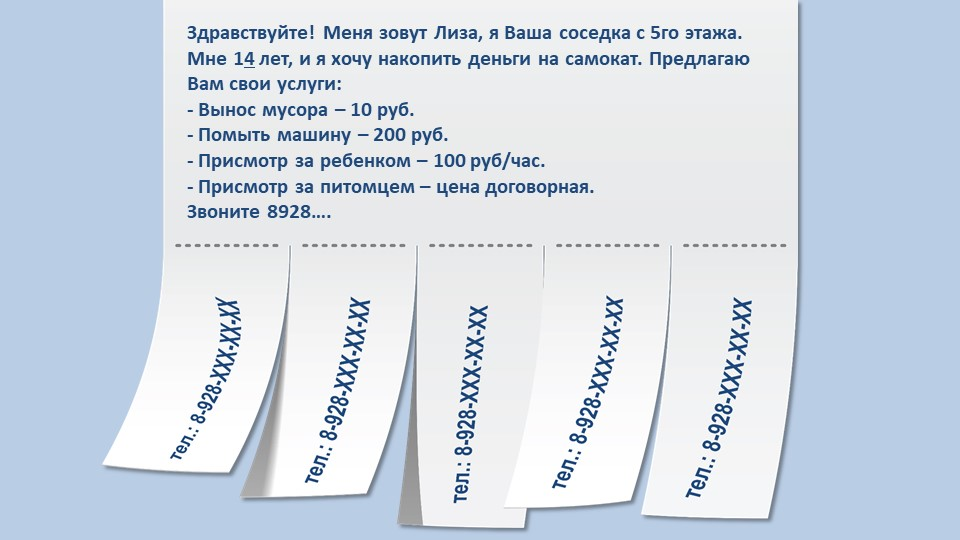 Здравствуйте! Меня зовут Лиза, я Ваша соседка с 5го этажа.
Мне 14 лет, и я хочу накопить деньги на самокат. Предлагаю
Вам свои услуги:
- Вынос мусора – 10 руб.
- Помыть машину – 200 руб.
- Присмотр за ребенком – 100 руб/час.
- Присмотр за питомцем – цена договорная.
Звоните 8928….
тел.: 8-928-XXX-XX-XX
тел.: 8-928-XXX-XX-XX
тел.: 8-928-XXX-XX-XX
тел.: 8-928-XXX-XX-XX
тел.: 8-928-XXX-XX-XX